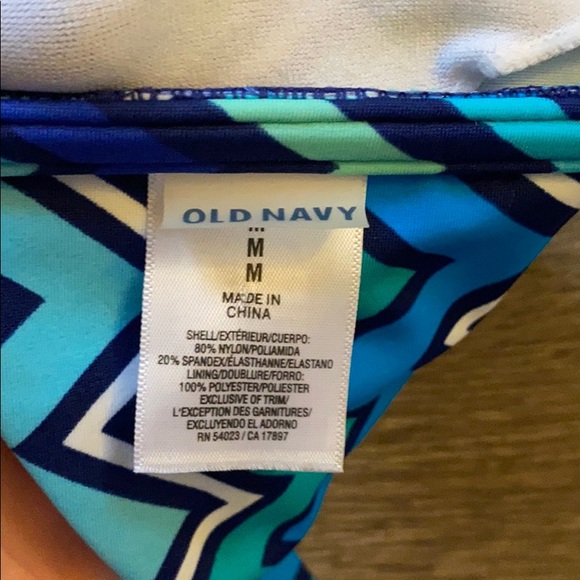 OLD NAVY
M
M
MADE IN
CHINA
SHELL/EXTÉRIEUR/CUERPO:
80% NYLON/POLIAMIDA
20% SPANDEX/ÉLASTHANNE/ELASTANO
LINING/DOUBLURE/FORRO:
100% POLYESTER/POLIESTER
EXCLUSIVE OF TRIM/
L'EXCEPTION DES GARNITURES/
EXCLUYENDO EL ADORNO
RN 54023 / CA 17897